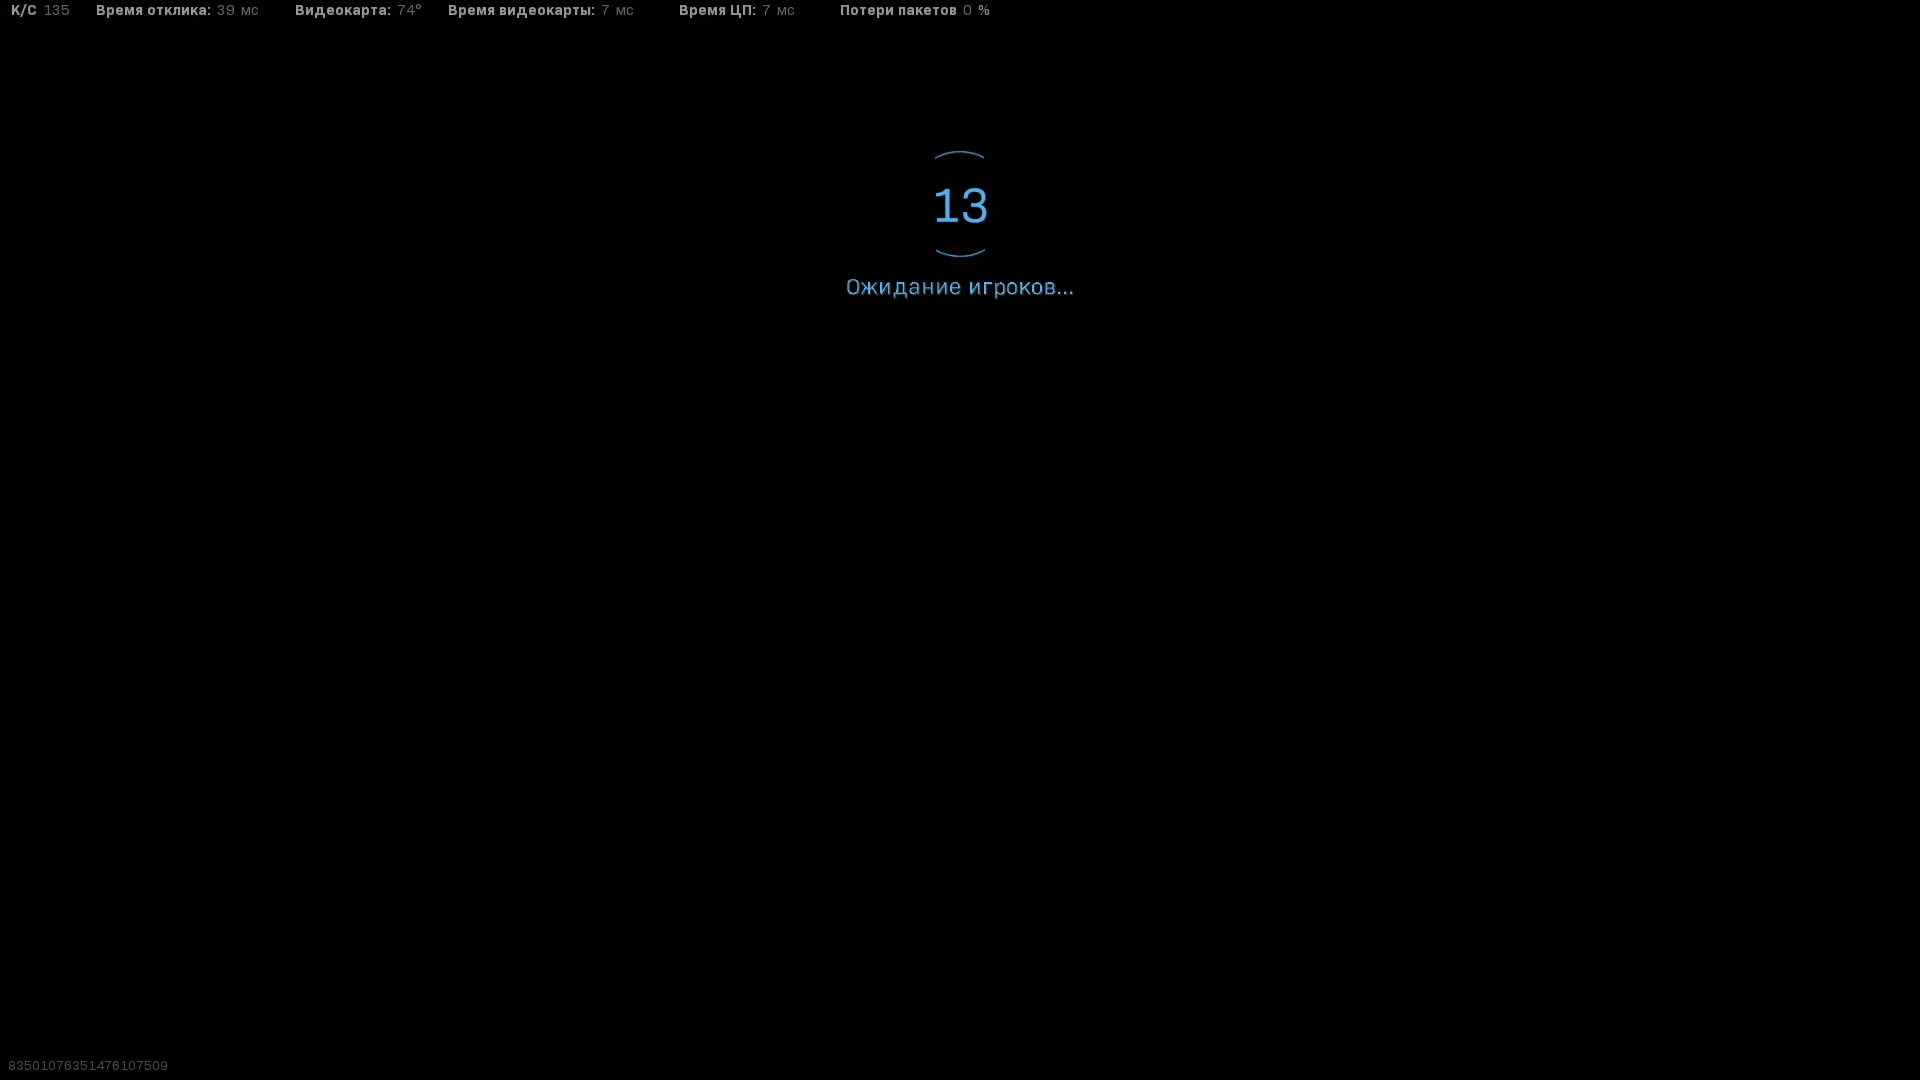 К/С 135 Время отклика: 39 мс Видеокарта: 74° Время видеокарты: 7 мс Время ЦП: 7 мс Потери пакетов 0 %
13
Ожидание игроков...
83501076351476107509